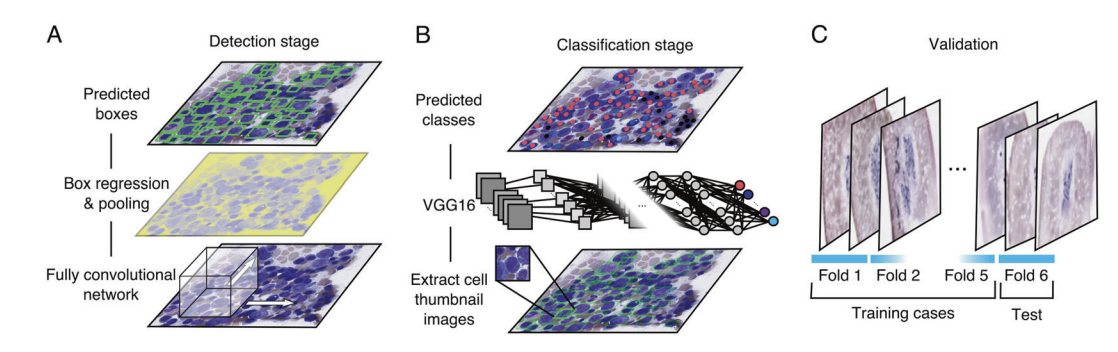 A
Detection stage
Predicted
boxes
Box regression
& pooling
Fully convolutional
network
B
Classification stage
Predicted
classes
VGG16
...
Extract cell
thumbnail
images
C
Validation
...
Fold 1 Fold 2 Fold 5 Fold 6
Training cases Test